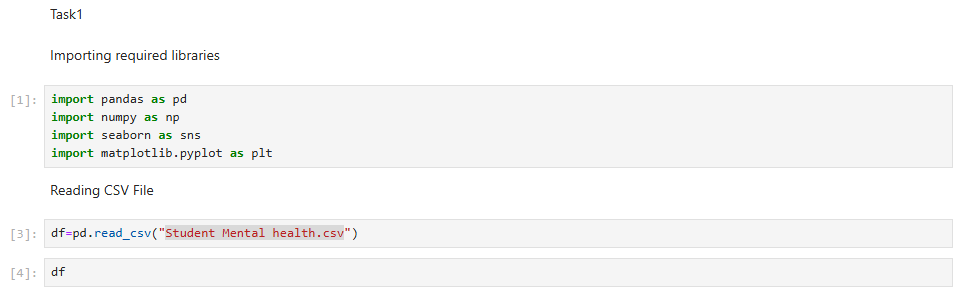 Task1
Importing required libraries
[1]: import pandas as pd
import numpy as np
import seaborn as sns
import matplotlib.pyplot as plt
Reading CSV File
[3]: df=pd.read_csv("Student Mental health.csv")
[4]: df